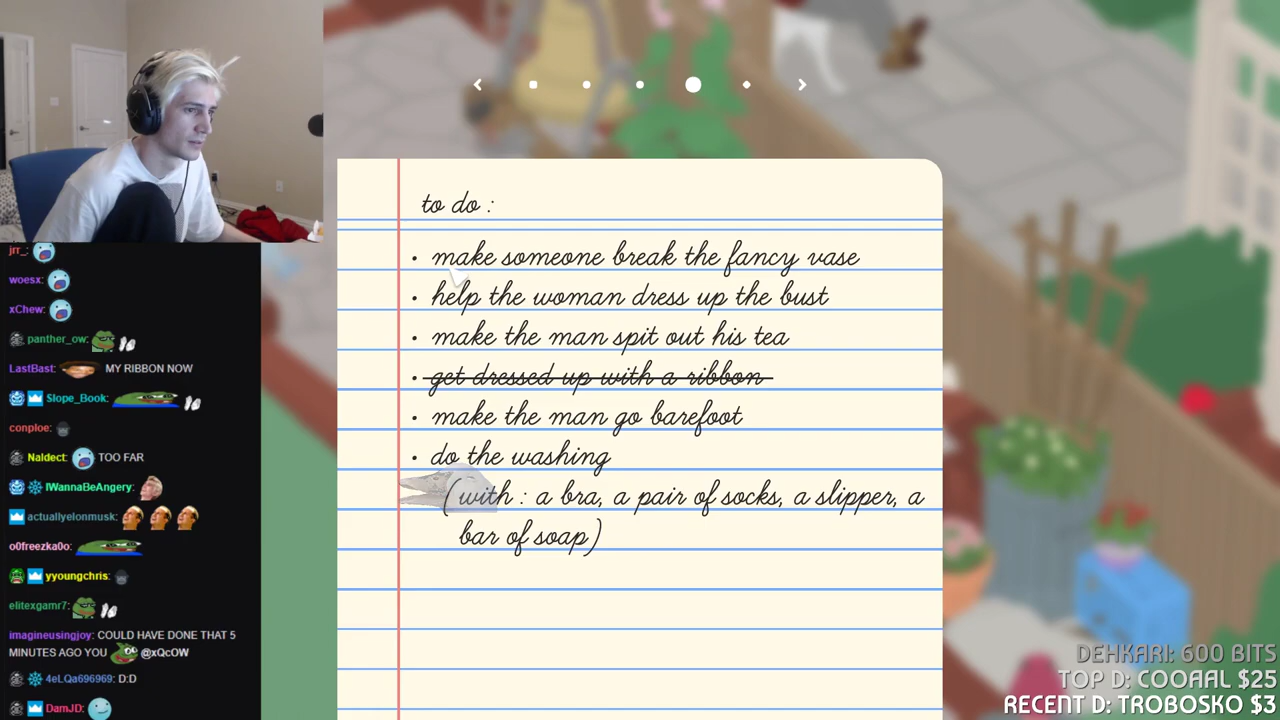 to do :
• make someone break the fancy vase
• help the woman dress up the bust
• make the man spit out his tea
• get dressed up with a ribbon
• make the man go barefoot
• do the washing
(with : a bra, a pair of socks, a slipper, a
bar of soap)
jrr_:
woesx:
xChew:
panther_ow:
LastBast: MY RIBBON NOW
Slope_Book:
conploe:
Naldect: TOO FAR
IWannaBeAngery:
actuallyelonmusk:
o0freezka0o:
yyoungchris:
elitexgamr7:
imagineusingjoy: COULD HAVE DONE THAT 5
MINUTES AGO YOU @xQcOW
4eLQa696969: D:D
DamJD:
DEHKARI: 600 BITS
TOP D: COOAAL $25
RECENT D: TROBOSKO $3